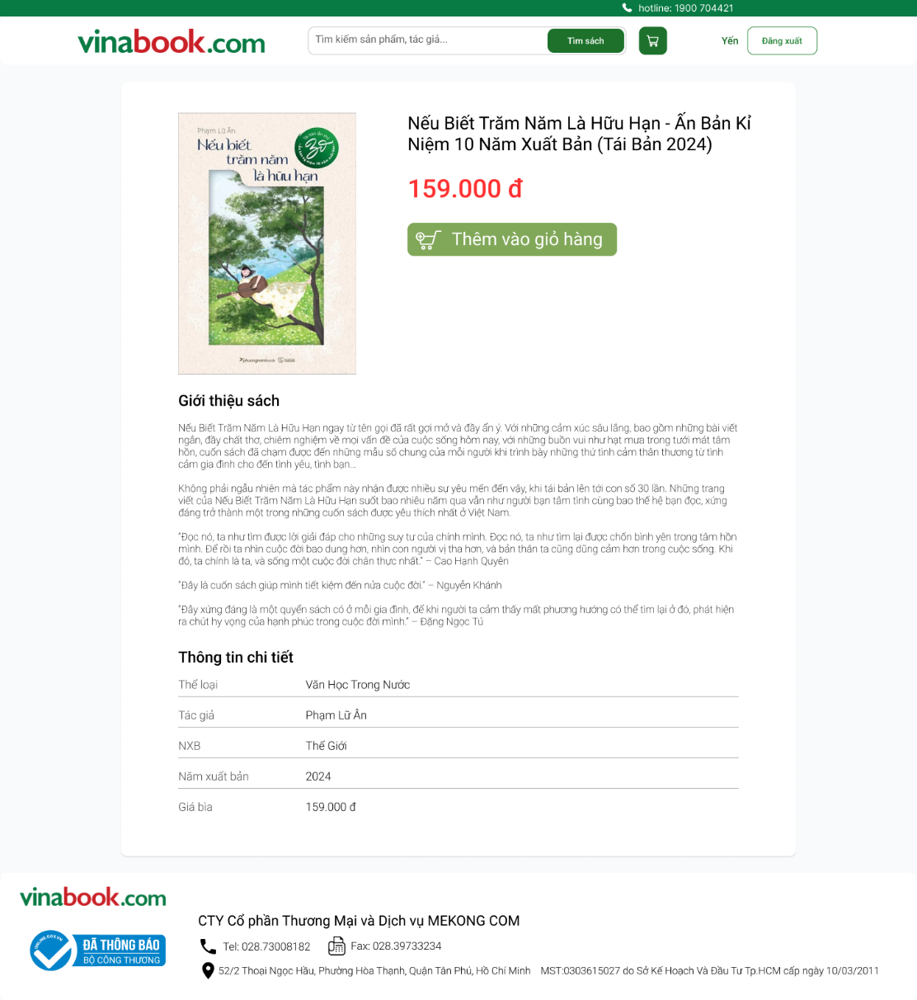 hotline: 1900 704421
vinabook.com
Tìm kiếm sản phẩm, tác giả...
Tìm sách
Yến
Đăng xuất
Phạm Lữ Ân
Nếu biết
trăm năm
là hữu hạn
30
phuongnambook
Nếu Biết Trăm Năm Là Hữu Hạn - Ấn Bản Kỉ
Niệm 10 Năm Xuất Bản (Tái Bản 2024)
159.000 đ
Thêm vào giỏ hàng
Giới thiệu sách
Nếu Biết Trăm Năm Là Hữu Hạn ngay từ tên gọi đã rất gợi mở và đầy ẩn ý. Với những cảm xúc sâu lắng, bao gồm những bài viết
ngắn, đầy chất thơ, chiêm nghiệm về mọi vấn đề của cuộc sống hôm nay, với những buồn vui như hạt mưa trong tưới mát tâm
hồn, cuốn sách đã chạm được đến những mẫu số chung của mỗi người khi trình bày những thứ tình cảm thân thương từ tình
cảm gia đình cho đến tình yêu, tình bạn...
Không phải ngẫu nhiên mà tác phẩm này nhận được nhiều sự yêu mến đến vậy, khi tái bản lên tới con số 30 lần. Những trang
viết của Nếu Biết Trăm Năm Là Hữu Hạn suốt bao nhiêu năm qua vẫn như người bạn tâm tình cùng bao thế hệ bạn đọc, xứng
đáng trở thành một trong những cuốn sách được yêu thích nhất ở Việt Nam.
“Đọc nó, ta như tìm được lời giải đáp cho những suy tư của chính mình. Đọc nó, ta như tìm lại được chốn bình yên trong tâm hồn
mình. Để rồi ta nhìn cuộc đời bao dung hơn, nhìn con người vị tha hơn, và bản thân ta cũng dũng cảm hơn trong cuộc sống. Khi
đó, ta chính là ta, và sống một cuộc đời chân thực nhất.” – Cao Hạnh Quyên
“Đây là cuốn sách giúp mình tiết kiệm đến nửa cuộc đời.” – Nguyễn Khánh
“Đây xứng đáng là một quyển sách có ở mỗi gia đình, để khi người ta cảm thấy mất phương hướng có thể tìm lại ở đó, phát hiện
ra chút hy vọng của hạnh phúc trong cuộc đời mình.” – Đặng Ngọc Tú
Thông tin chi tiết
Thể loại Văn Học Trong Nước
Tác giả Phạm Lữ Ân
NXB Thế Giới
Năm xuất bản 2024
Giá bìa 159.000 đ
vinabook.com
ONLINE.GOV.VN
ĐÃ THÔNG BÁO
BỘ CÔNG THƯƠNG
CTY Cổ phần Thương Mại và Dịch vụ MEKONG COM
Tel: 028.73008182 Fax: 028.39733234
52/2 Thoại Ngọc Hầu, Phường Hòa Thạnh, Quận Tân Phú, Hồ Chí Minh MST:0303615027 do Sở Kế Hoạch Và Đầu Tư Tp.HCM cấp ngày 10/03/2011